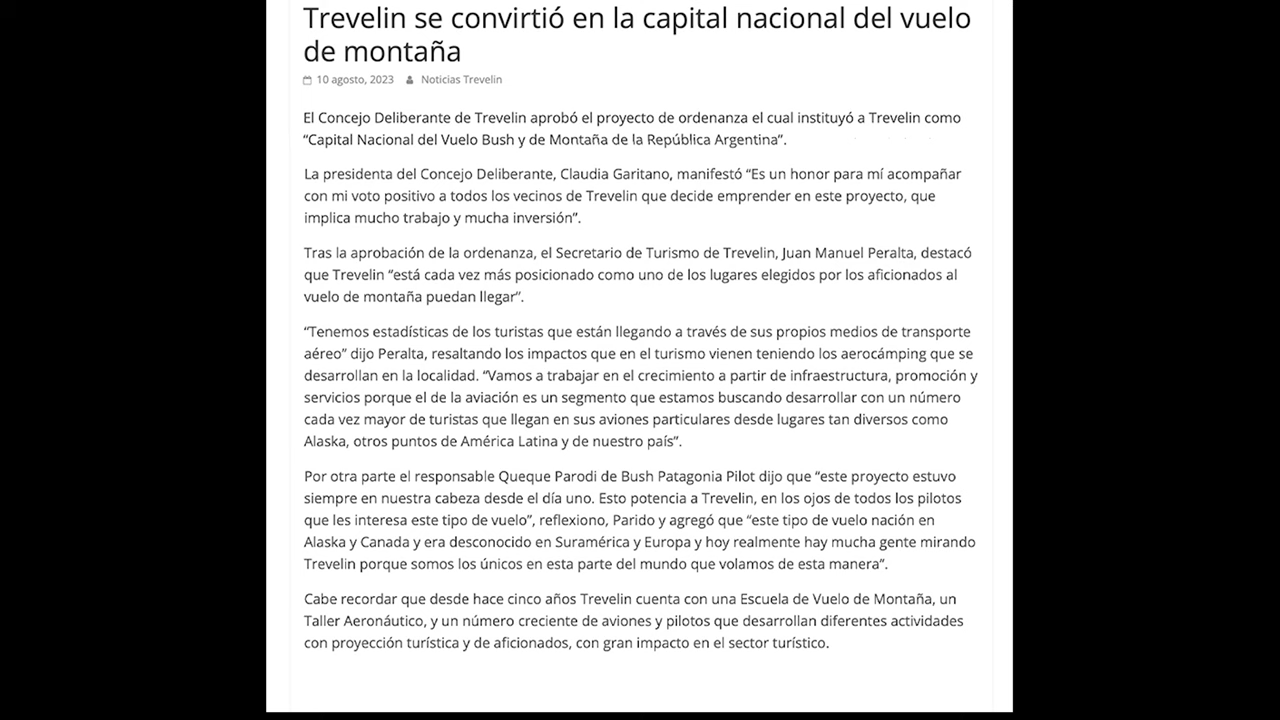 Trevelin se convirtió en la capital nacional del vuelo
de montaña
10 agosto, 2023 Noticias Trevelin
El Concejo Deliberante de Trevelin aprobó el proyecto de ordenanza el cual instituyó a Trevelin como
“Capital Nacional del Vuelo Bush y de Montaña de la República Argentina”.
La presidenta del Concejo Deliberante, Claudia Garitano, manifestó “Es un honor para mí acompañar
con mi voto positivo a todos los vecinos de Trevelin que decide emprender en este proyecto, que
implica mucho trabajo y mucha inversión”.
Tras la aprobación de la ordenanza, el Secretario de Turismo de Trevelin, Juan Manuel Peralta, destacó
que Trevelin “está cada vez más posicionado como uno de los lugares elegidos por los aficionados al
vuelo de montaña puedan llegar”.
“Tenemos estadísticas de los turistas que están llegando a través de sus propios medios de transporte
aéreo” dijo Peralta, resaltando los impactos que en el turismo vienen teniendo los aerocámping que se
desarrollan en la localidad. “Vamos a trabajar en el crecimiento a partir de infraestructura, promoción y
servicios porque el de la aviación es un segmento que estamos buscando desarrollar con un número
cada vez mayor de turistas que llegan en sus aviones particulares desde lugares tan diversos como
Alaska, otros puntos de América Latina y de nuestro país”.
Por otra parte el responsable Queque Parodi de Bush Patagonia Pilot dijo que “este proyecto estuvo
siempre en nuestra cabeza desde el día uno. Esto potencia a Trevelin, en los ojos de todos los pilotos
que les interesa este tipo de vuelo”, reflexiono, Parido y agregó que “este tipo de vuelo nación en
Alaska y Canada y era desconocido en Suramérica y Europa y hoy realmente hay mucha gente mirando
Trevelin porque somos los únicos en esta parte del mundo que volamos de esta manera”.
Cabe recordar que desde hace cinco años Trevelin cuenta con una Escuela de Vuelo de Montaña, un
Taller Aeronáutico, y un número creciente de aviones y pilotos que desarrollan diferentes actividades
con proyección turística y de aficionados, con gran impacto en el sector turístico.